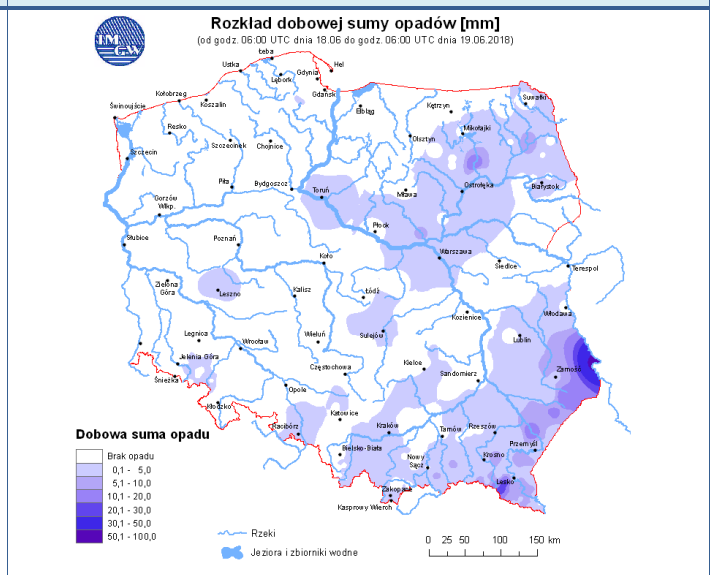 Rozkład dobowej sumy opadów [mm]
(od godz. 06:00 UTC dnia 18.06 do godz. 06:00 UTC dnia 19.06.2018)
IM
GW
Łeba
Ustka
Hel
Gdynia
Lębork
Gdańsk
Kołobrzeg
Koszalin
Świnoujście
Elbląg
Kętrzyn
Suwałki
Resko
Mikołajki
Olsztyn
Szczecinek
Chojnice
Szczecin
Piła
Bydgoszcz
Toruń
Mława
Ostrołęka
Białystok
Gorzów
Wlkp.
Płock
Słubice
Poznań
Koło
Warszawa
Siedlce
Terespol
Zielona
Góra
Leszno
Kalisz
Łódź
Kozienice
Włodawa
Legnica
Wrocław
Wieluń
Sulejów
Lublin
Jelenia Góra
Śnieżka
Częstochowa
Kielce
Sandomierz
Zamość
Opole
Kłodzko
Katowice
Racibórz
Kraków
Tarnów
Rzeszów
Przemyśl
Bielsko-Biała
Nowy
Sącz
Krosno
Lesko
Zakopane
Kasprowy Wierch
Dobowa suma opadu
Brak opadu
0,1 - 5,0
5,1 - 10,0
10,1 - 20,0
20,1 - 30,0
30,1 - 50,0
50,1 - 100,0
Rzeki
Jeziora i zbiorniki wodne
0 25 50 100 150 km